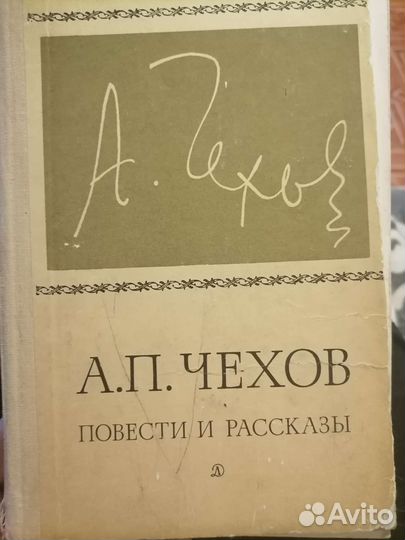 А. Чехов
А.П. ЧЕХОВ
ПОВЕСТИ И РАССКАЗЫ
Д
Avito